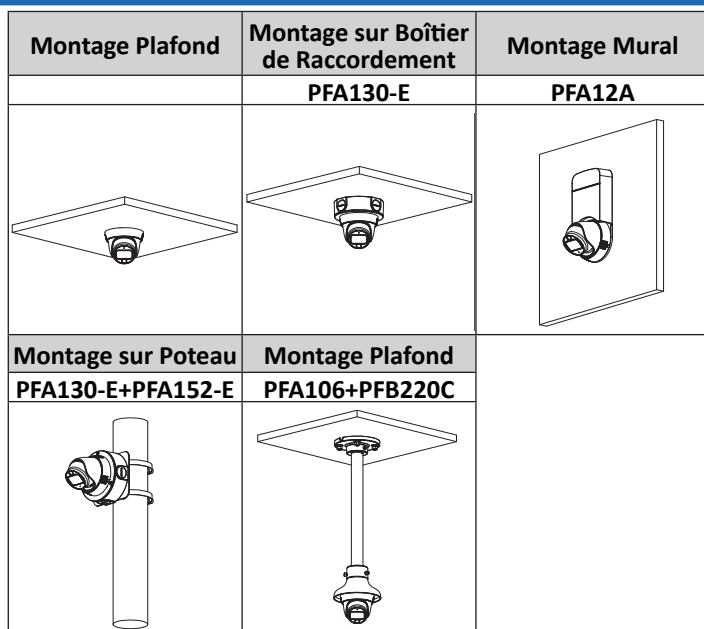 Montage Plafond
Montage sur Boîtier
de Raccordement
Montage Mural
PFA130-E
PFA12A
Montage sur Poteau
Montage Plafond
PFA130-E+PFA152-E
PFA106+PFB220C